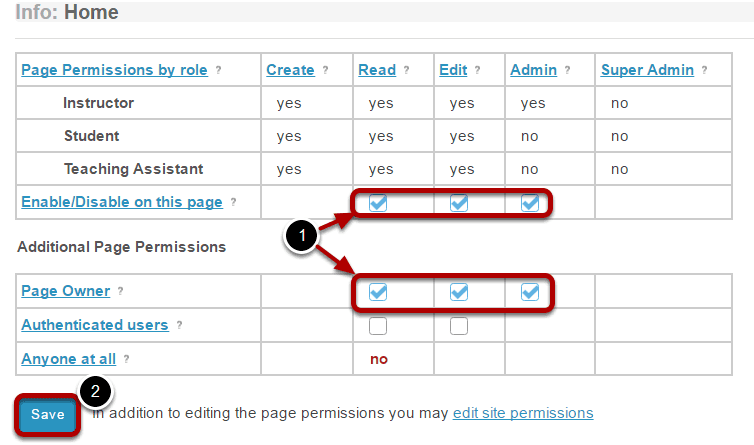 Info: Home
Page Permissions by role ? Create ? Read ? Edit ? Admin ? Super Admin ?
Instructor yes yes yes yes no
Student yes yes yes no no
Teaching Assistant yes yes yes no no
Enable/Disable on this page ?
1
Additional Page Permissions
Page Owner ?
Authenticated users ?
Anyone at all ? no
2
Save In addition to editing the page permissions you may edit site permissions